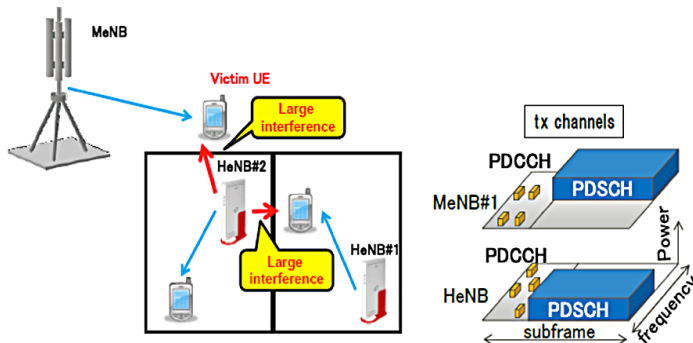 MeNB
Victim UE
Large
interference
HeNB#2
HeNB#1
Large
interference
tx channels
PDCCH
PDSCH
MeNB#1
PDCCH
Power
HeNB
PDSCH
frequency
subframe